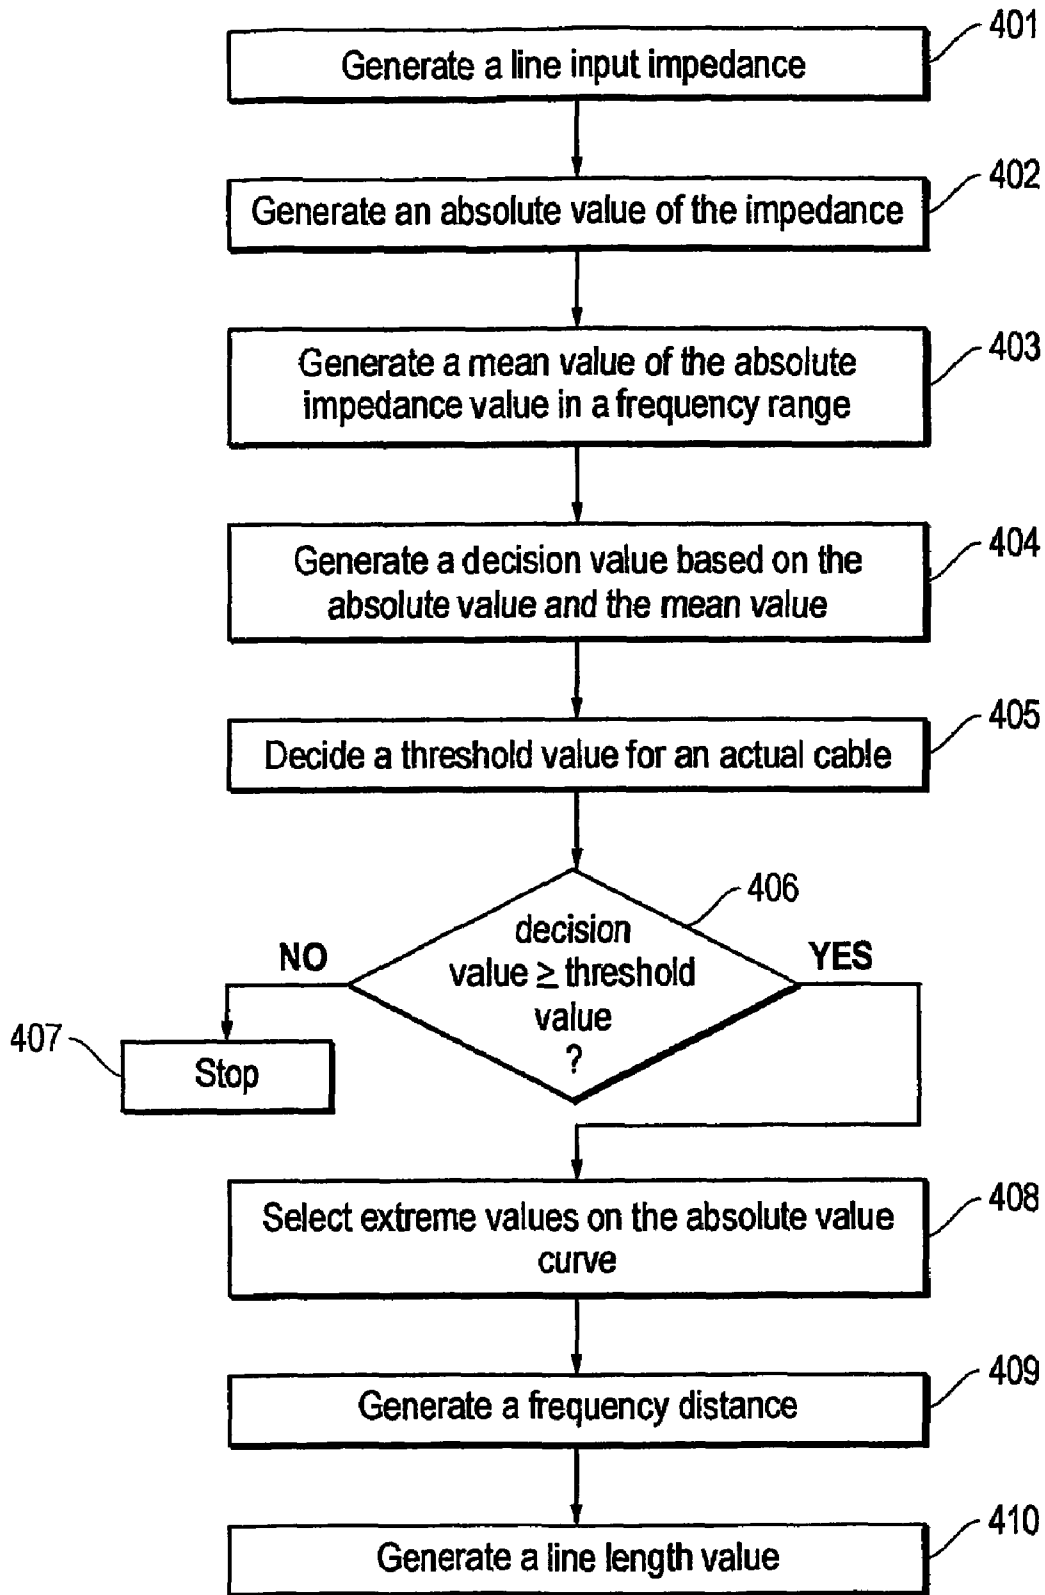 401
Generate a line input impedance
402
Generate an absolute value of the impedance
403
Generate a mean value of the absolute
impedance value in a frequency range
404
Generate a decision value based on the
absolute value and the mean value
405
Decide a threshold value for an actual cable
406
decision
value ≥ threshold
value
?
NO
YES
407
Stop
408
Select extreme values on the absolute value
curve
409
Generate a frequency distance
410
Generate a line length value